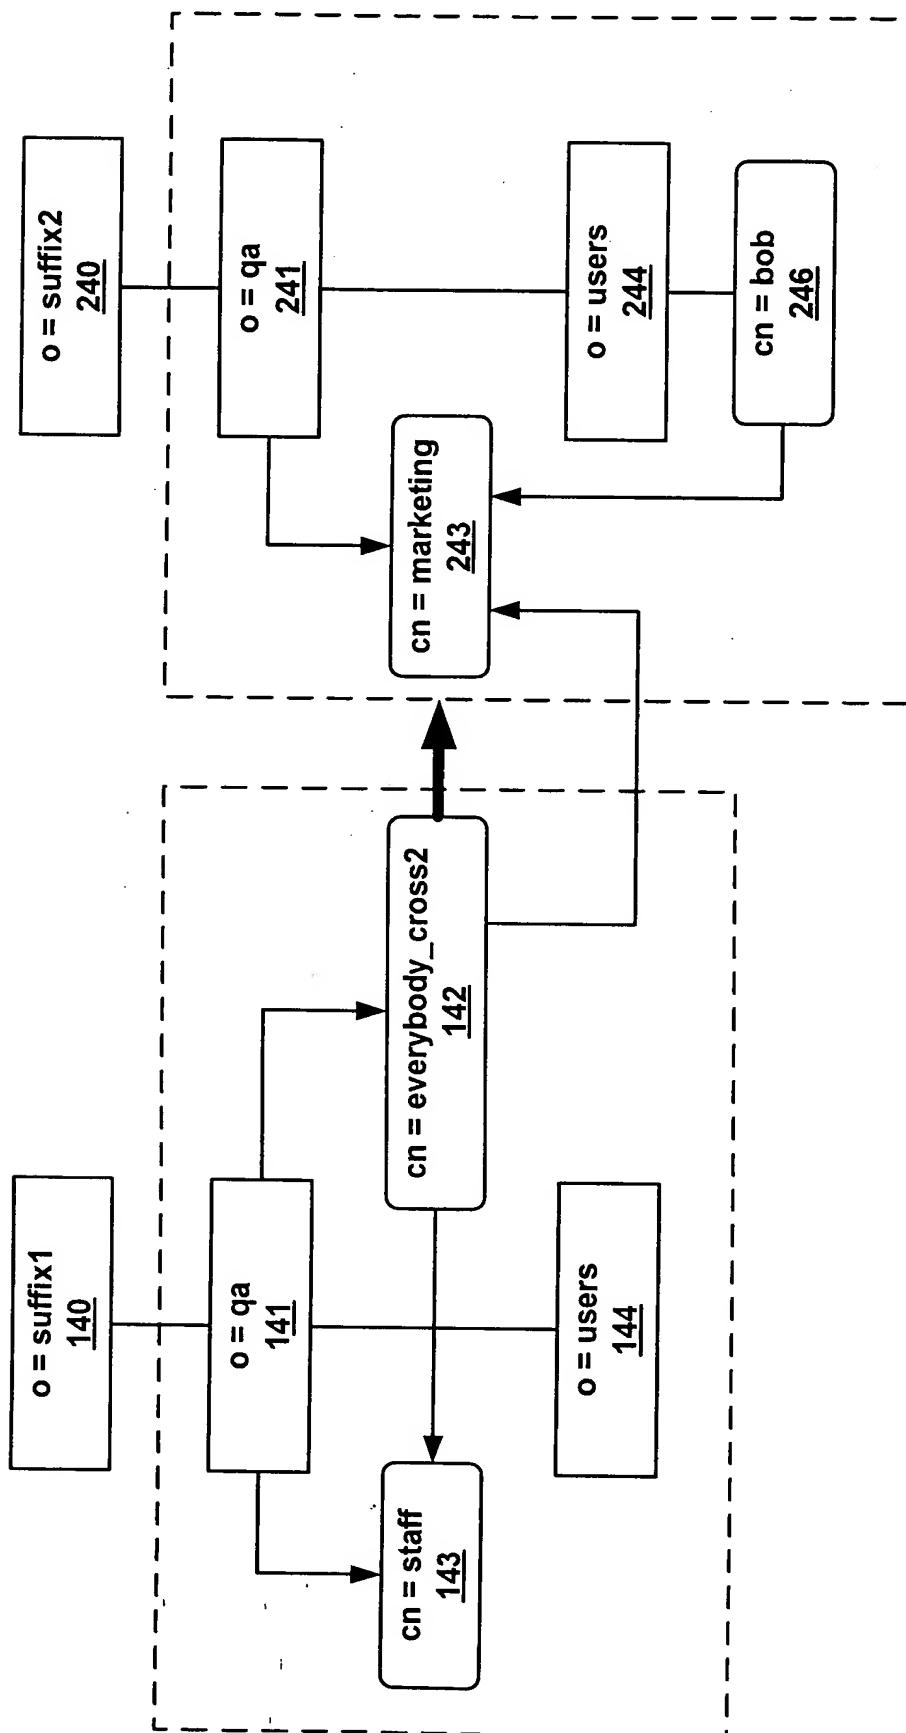 o = suffix1
140
o = qa
141
cn = staff
143
cn = everybody_cross2
142
o = users
144
o = suffix2
240
o = qa
241
cn = marketing
243
o = users
244
cn = bob
246